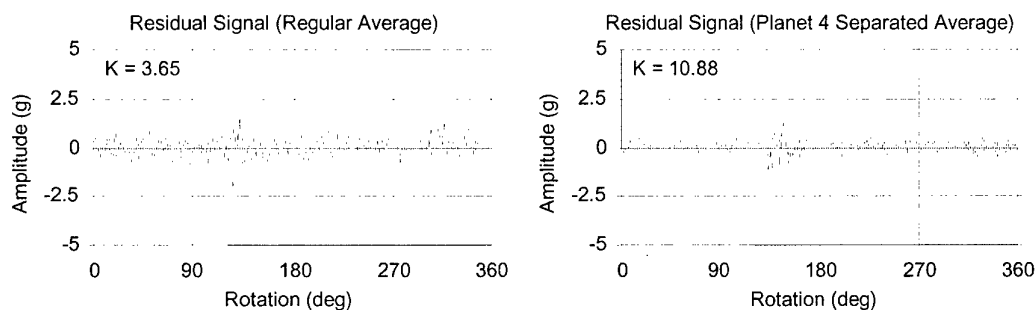 Residual Signal (Regular Average)
5
K = 3.65
2.5
0
-2.5
-5
Amplitude (g)
0 90 180 270 360
Rotation (deg)
Residual Signal (Planet 4 Separated Average)
5
K = 10.88
2.5
0
-2.5
-5
Amplitude (g)
0 90 180 270 360
Rotation (deg)